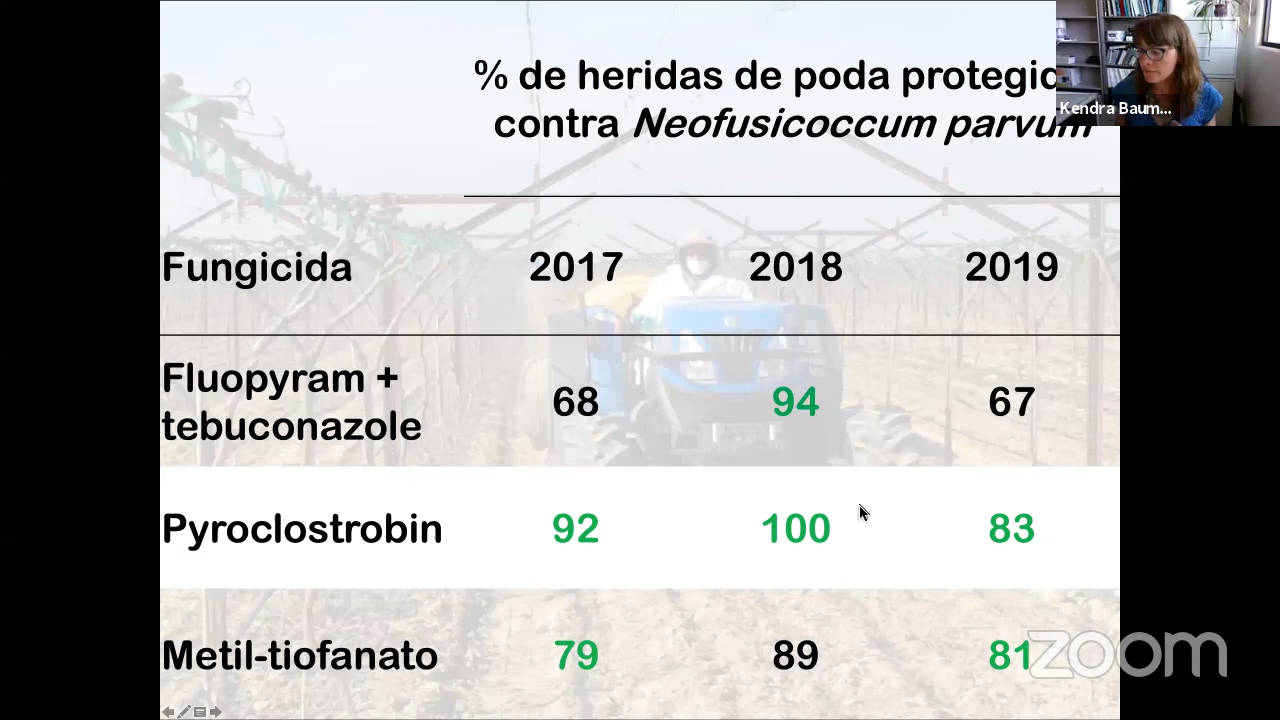 % de heridas de poda protegid
contra Neofusicoccum parvum
Kendra Baum...
Fungicida 2017 2018 2019
Fluopyram +
tebuconazole 68 94 67
Pyroclostrobin 92 100 83
Metil-tiofanato 79 89 81
zoom